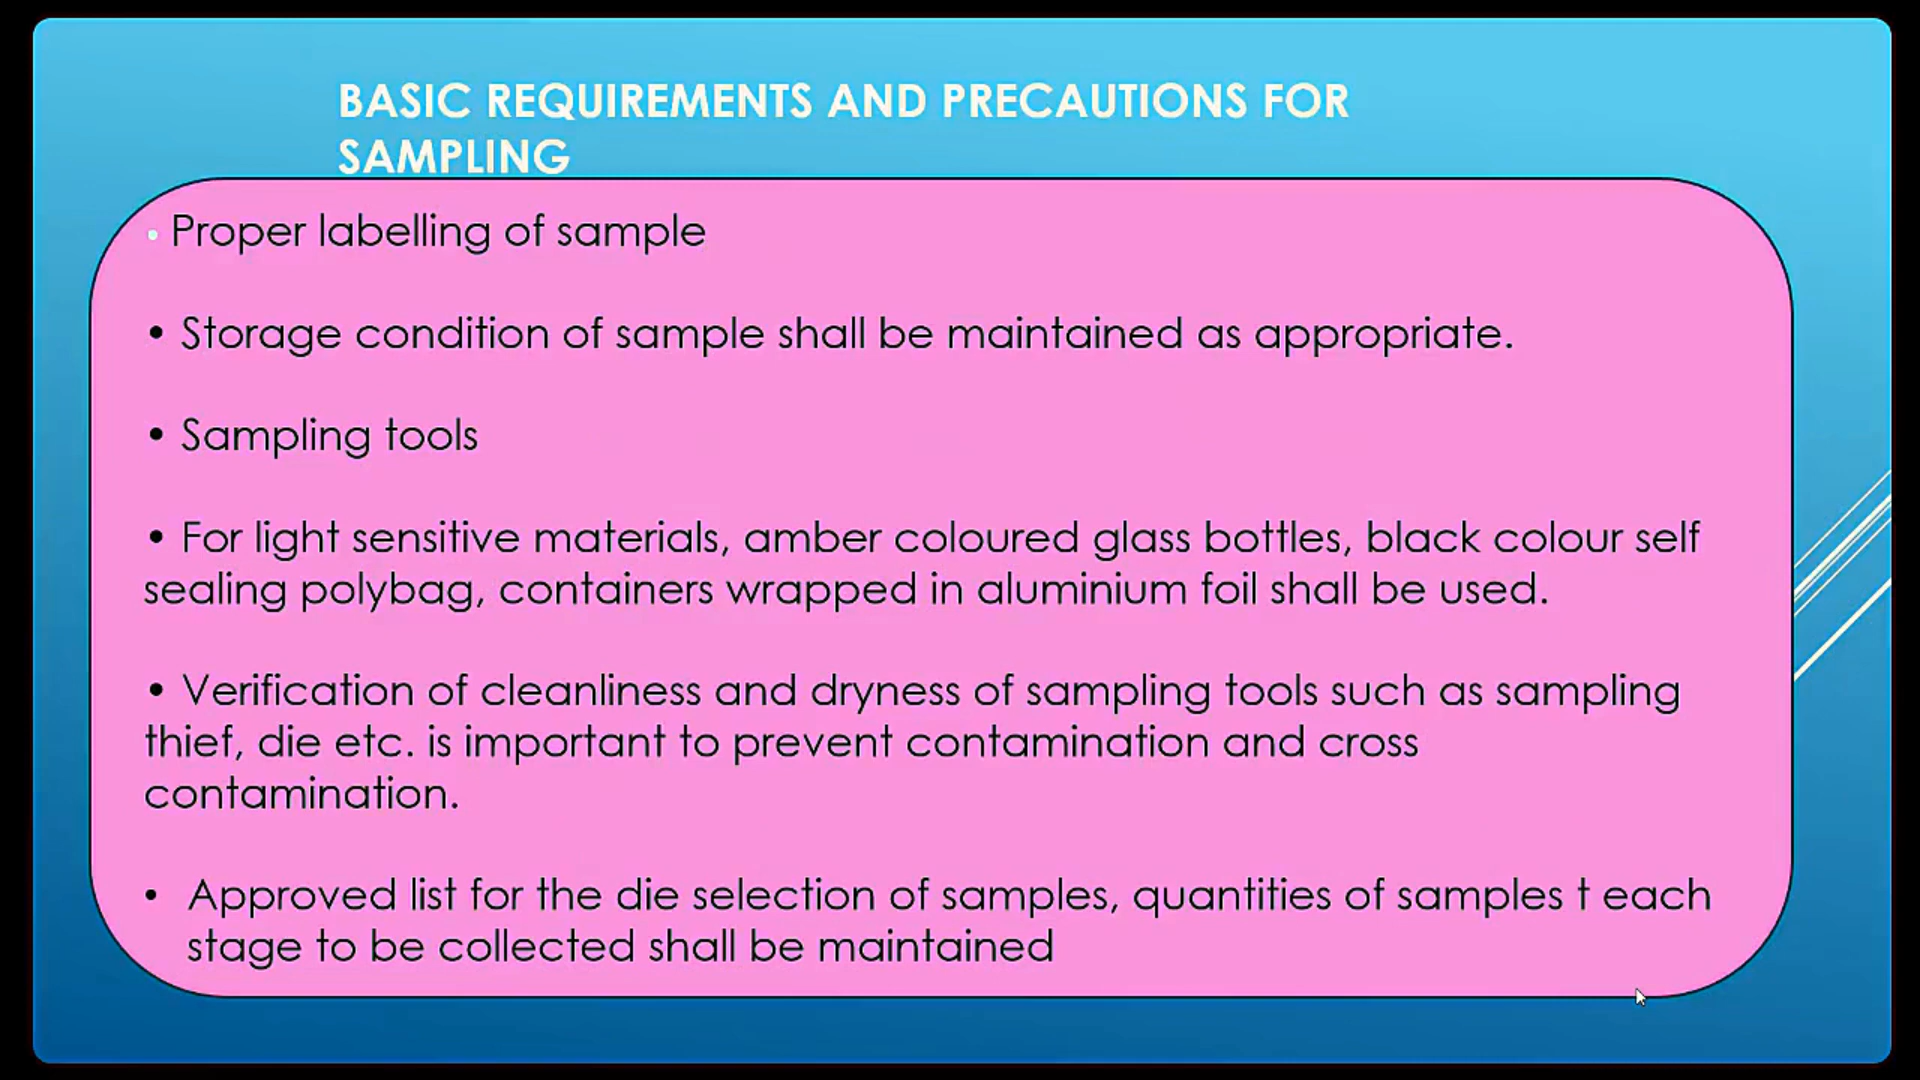 BASIC REQUIREMENTS AND PRECAUTIONS FOR
SAMPLING
• Proper labelling of sample
• Storage condition of sample shall be maintained as appropriate.
• Sampling tools
• For light sensitive materials, amber coloured glass bottles, black colour self
sealing polybag, containers wrapped in aluminium foil shall be used.
• Verification of cleanliness and dryness of sampling tools such as sampling
thief, die etc. is important to prevent contamination and cross
contamination.
• Approved list for the die selection of samples, quantities of samples t each
stage to be collected shall be maintained